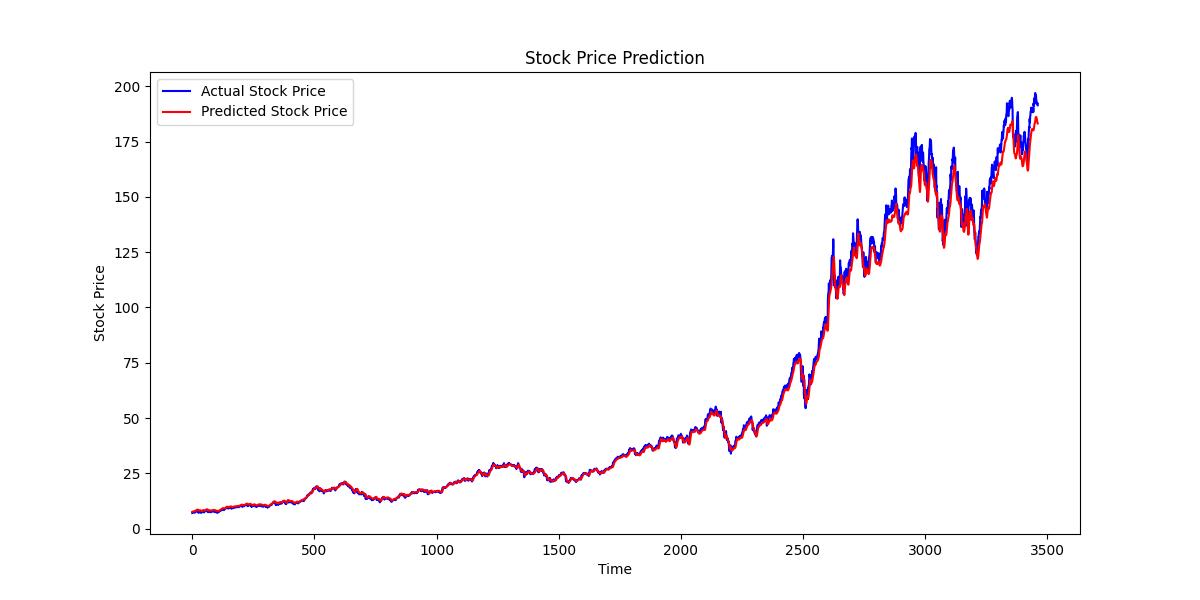 Stock Price Prediction
Actual Stock Price
Predicted Stock Price
Stock Price
200
175
150
125
100
75
50
25
0
0 500 1000 1500 2000 2500 3000 3500
Time